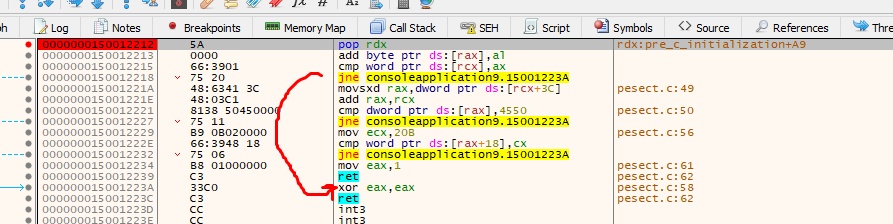 Log Notes Breakpoints Memory Map Call Stack SEH Script Symbols Source References
0000000150012212 5A pop rdx rdx:pre_c_initialization+A9
0000000150012213 0000 add byte ptr ds:[rax],al
0000000150012215 66:3901 cmp word ptr ds:[rcx],ax
0000000150012218 75 20 jne consoleapplication9.15001223A
000000015001221A 48:6341 3C movsxd rax,dword ptr ds:[rcx+3C] pesect.c:49
000000015001221E 48:03C1 add rax,rcx
0000000150012221 8138 50450000 cmp dword ptr ds:[rax],4550 pesect.c:50
0000000150012227 75 11 jne consoleapplication9.15001223A
0000000150012229 B9 0B020000 mov ecx,20B pesect.c:56
000000015001222E 66:3948 18 cmp word ptr ds:[rax+18],cx
0000000150012232 75 06 jne consoleapplication9.15001223A
0000000150012234 B8 01000000 mov eax,1 pesect.c:61
0000000150012239 C3 ret pesect.c:62
000000015001223A 33C0 xor eax,eax pesect.c:58
000000015001223C C3 ret pesect.c:62
000000015001223D CC int3
000000015001223E CC int3